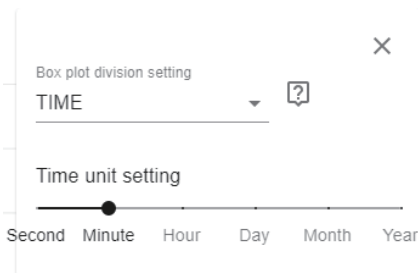 Box plot division setting
TIME
Time unit setting
Second Minute Hour Day Month Year